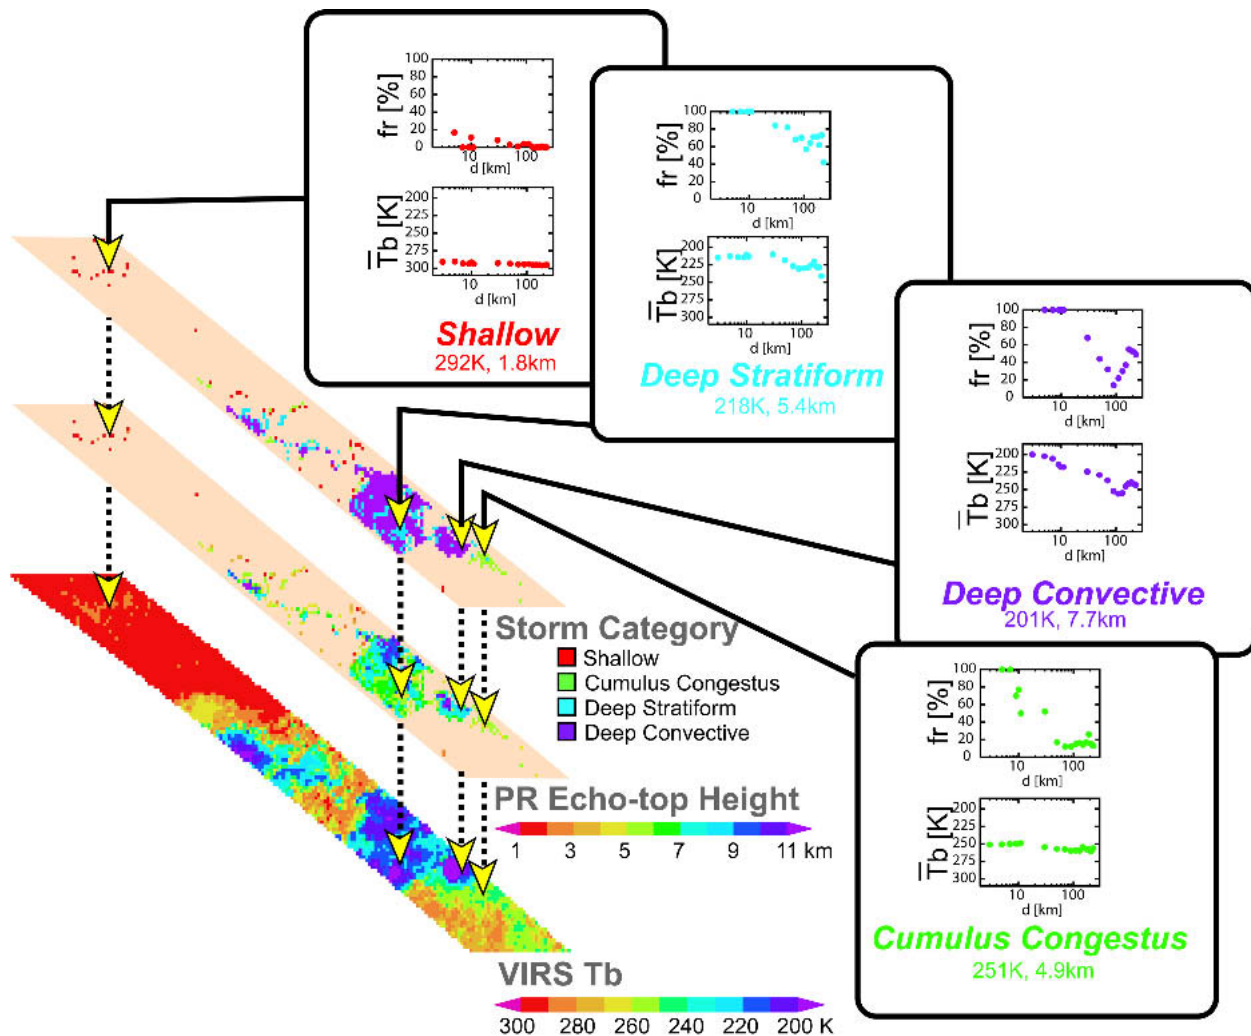 100
80
60
40
20
0
fr [%]
10
100
d [km]
200
225
250
275
300
T̅b [K]
10
100
d [km]
Shallow
292K, 1.8km
100
80
60
40
20
0
fr [%]
10
100
d [km]
200
225
250
275
300
T̅b [K]
10
100
d [km]
Deep Stratiform
218K, 5.4km
100
80
60
40
20
0
fr [%]
10
100
d [km]
200
225
250
275
300
T̅b [K]
10
100
d [km]
Deep Convective
201K, 7.7km
100
80
60
40
20
0
fr [%]
10
100
d [km]
200
225
250
275
300
T̅b [K]
10
100
d [km]
Cumulus Congestus
251K, 4.9km
Storm Category
Shallow
Cumulus Congestus
Deep Stratiform
Deep Convective
PR Echo-top Height
1 3 5 7 9 11 km
VIRS Tb
300 280 260 240 220 200 K